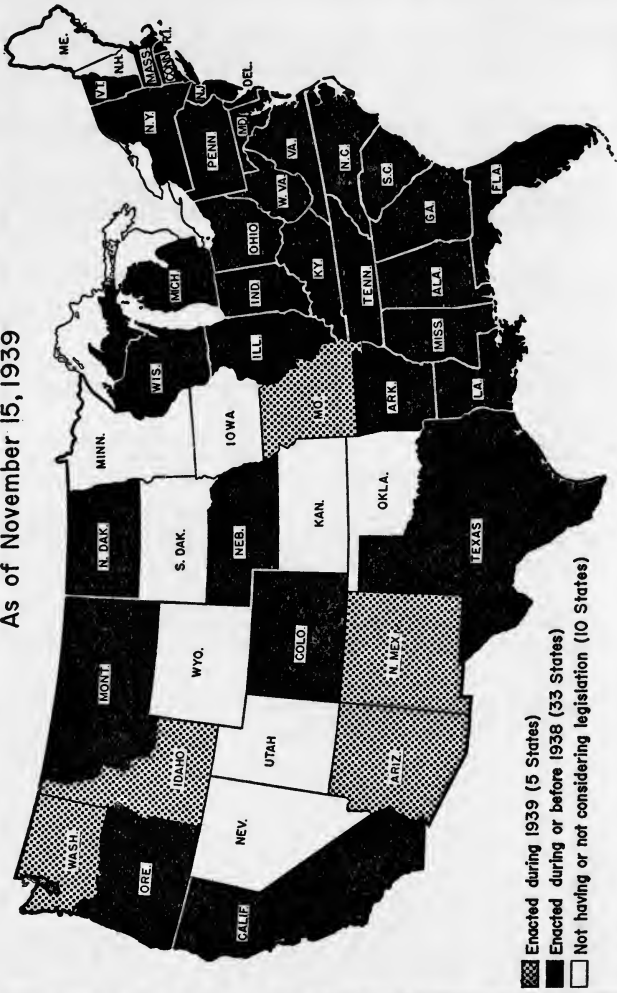 As of November 15, 1939
WASH.
ORE.
CALIF.
IDAHO
NEV.
MONT.
WYO.
UTAH
ARIZ.
COLO.
N. MEX.
N. DAK.
S. DAK.
NEB.
KAN.
OKLA.
TEXAS
MINN.
IOWA
MO.
ARK.
LA.
WIS.
ILL.
MICH.
IND.
OHIO
KY.
TENN.
MISS.
ALA.
GA.
FLA.
S.C.
N.C.
VA.
W. VA.
MD.
DEL.
PENN.
N.J.
N.Y.
CONN.
R.I.
MASS.
VT.
N.H.
ME.
Enacted during 1939 (5 States)
Enacted during or before 1938 (33 States)
Not having or not considering legislation (10 States)